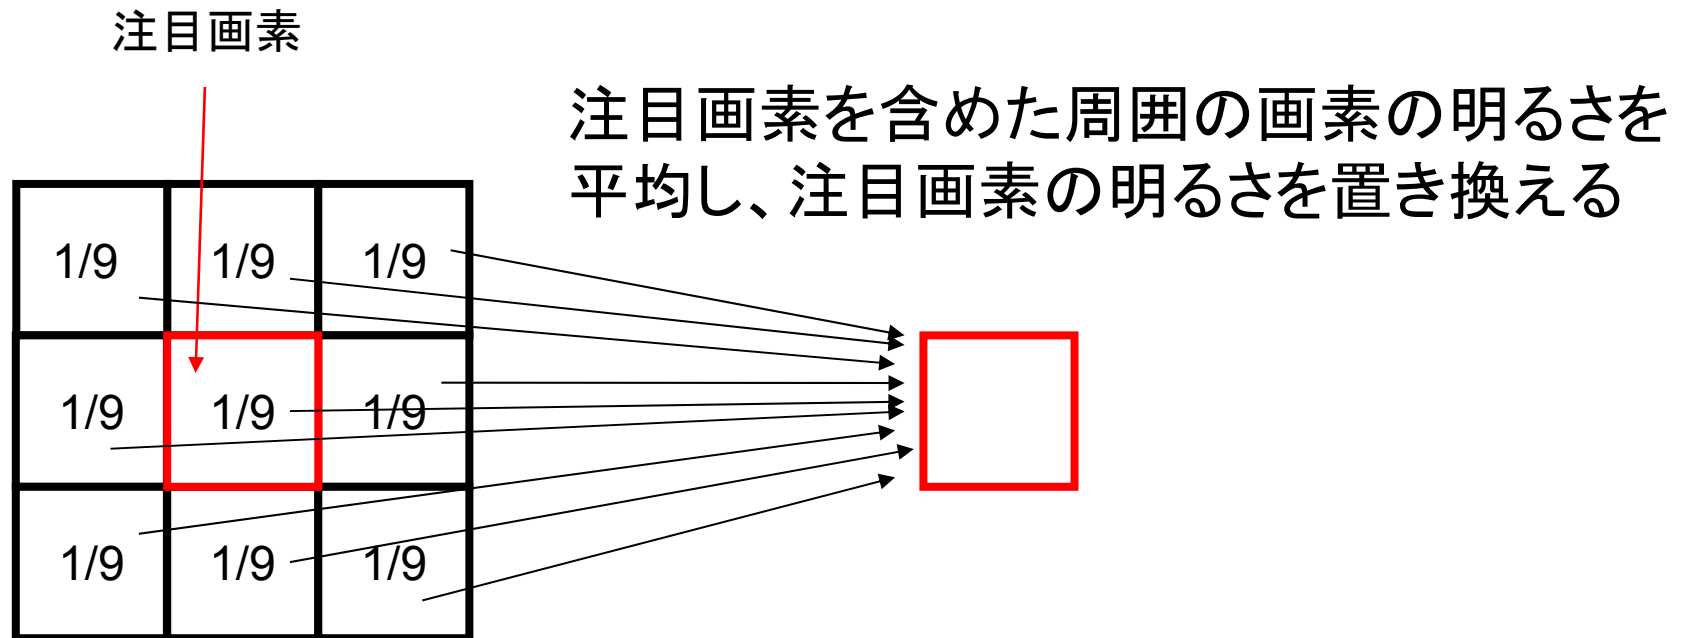 注目画素
注目画素を含めた周囲の画素の明るさを
平均し、注目画素の明るさを置き換える
1/9 1/9 1/9
1/9 1/9 1/9
1/9 1/9 1/9